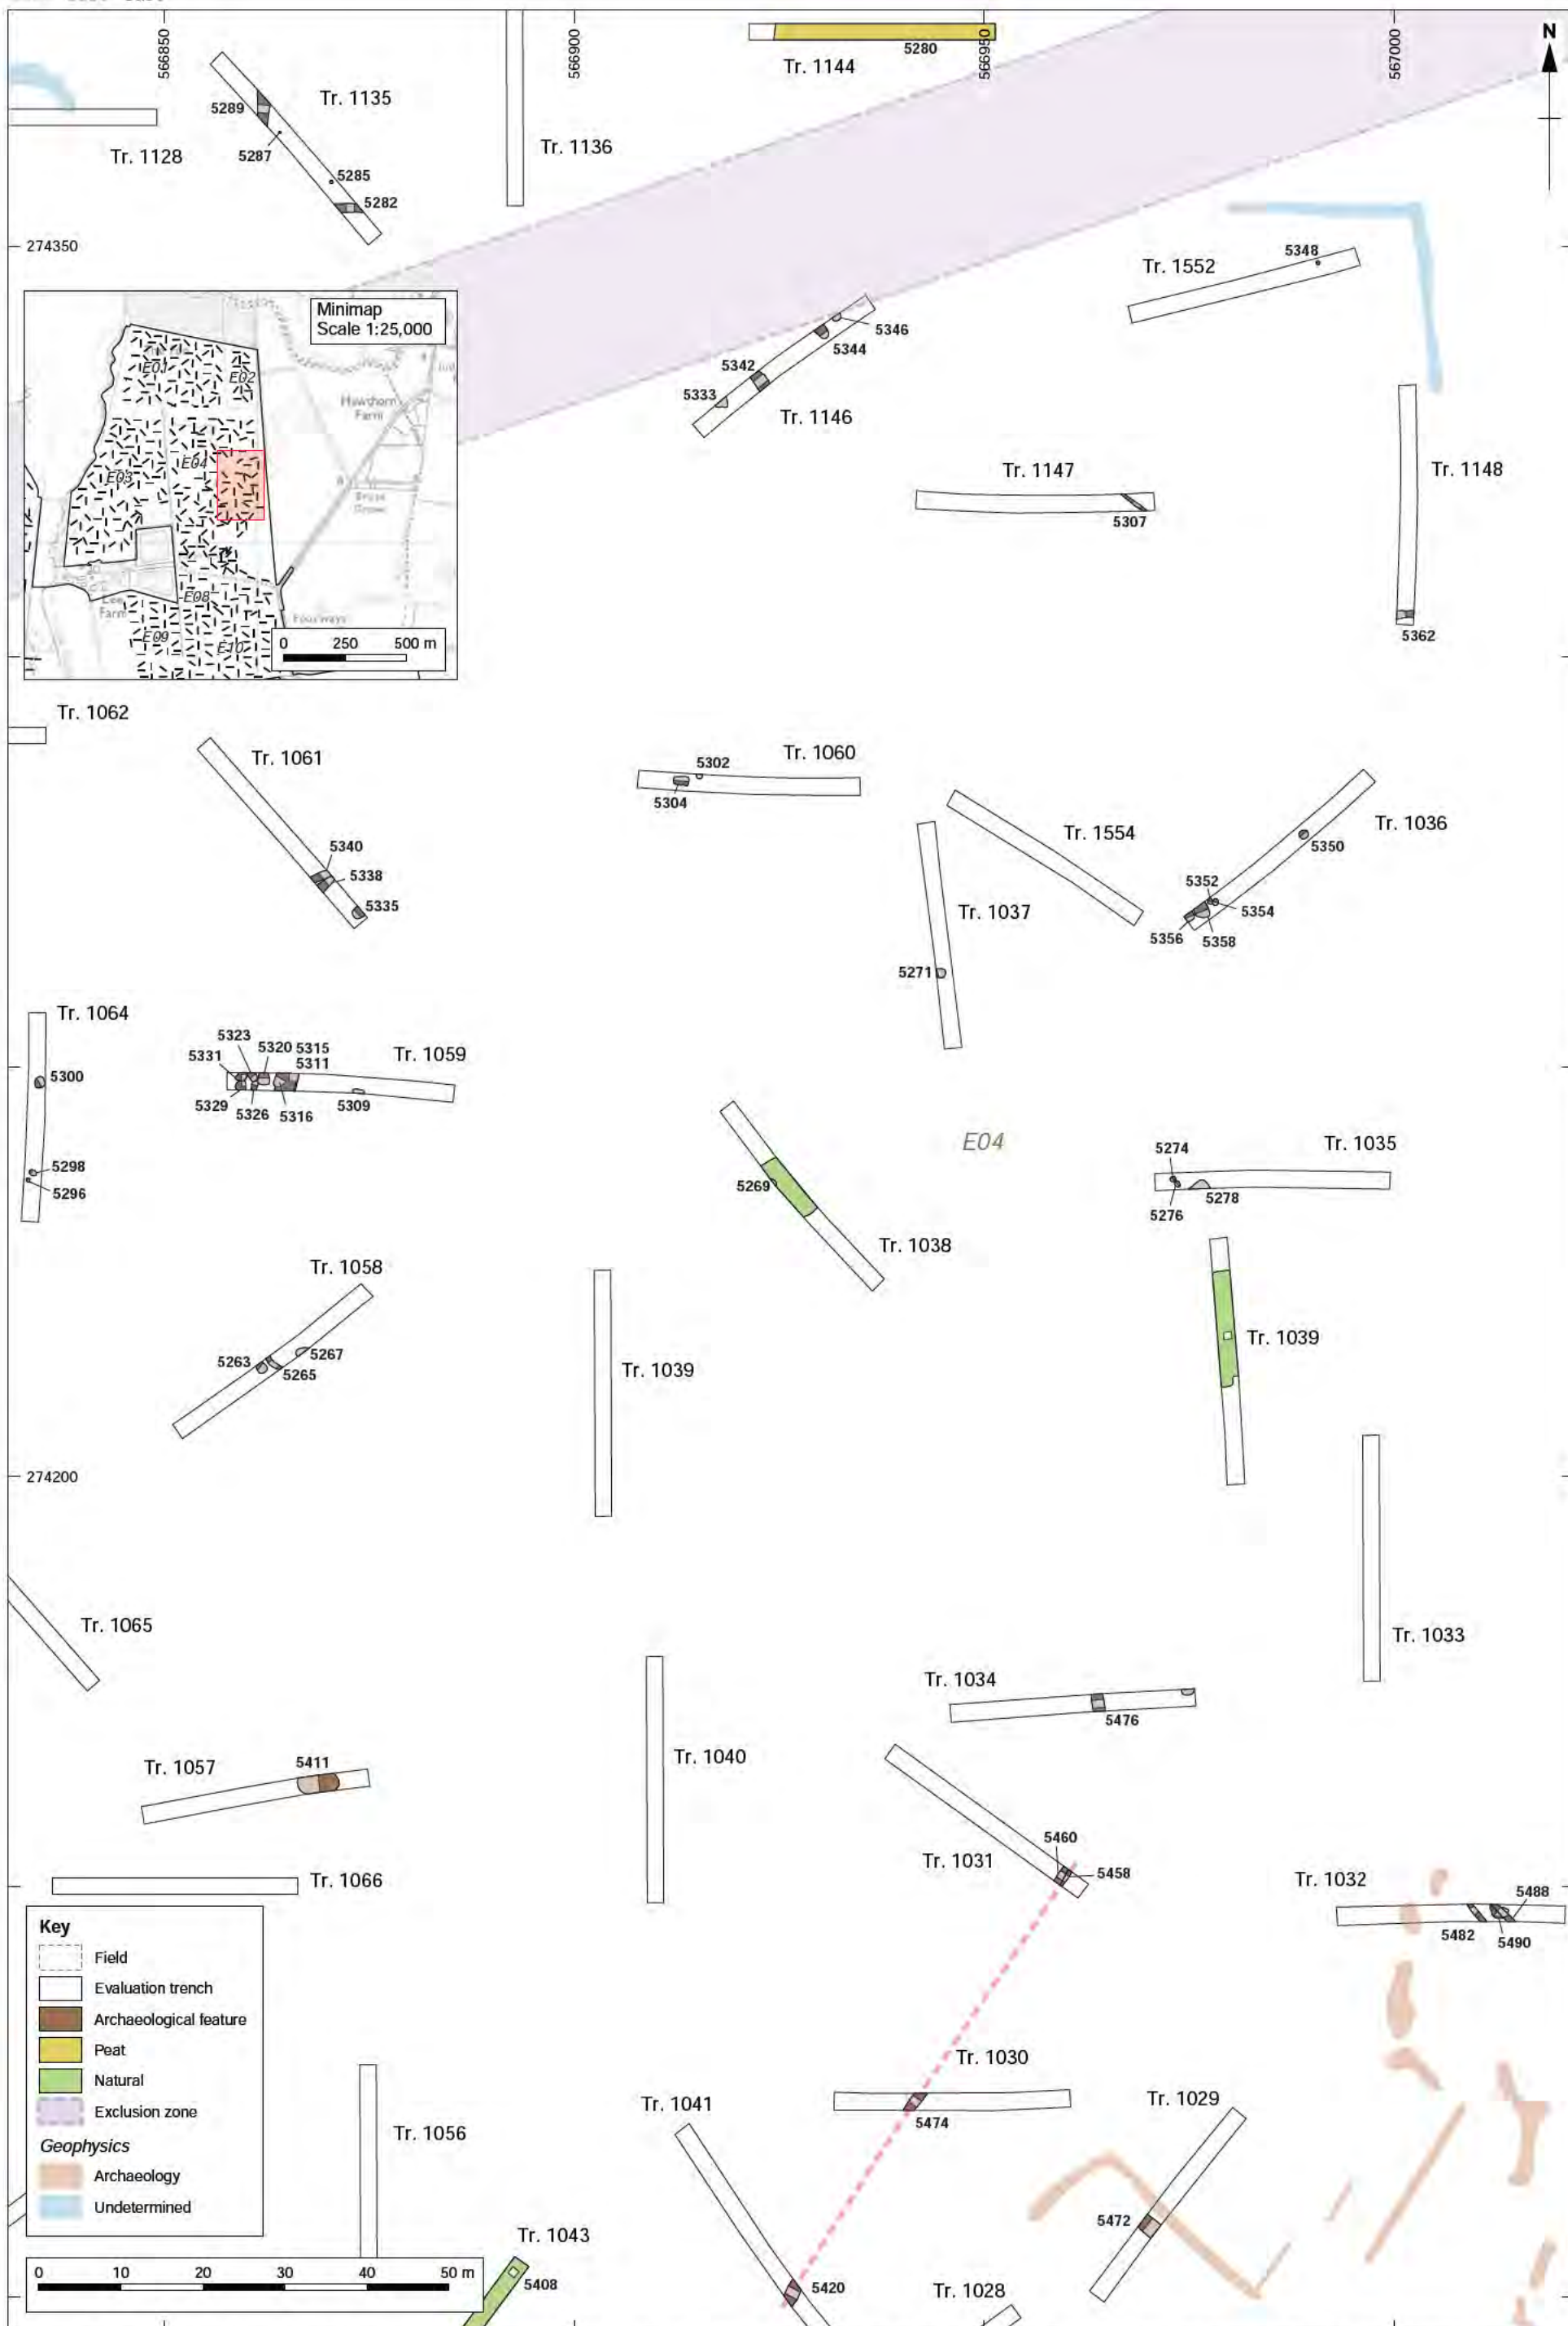 566850
566900
566950
567000
N
5280
Tr. 1144
Tr. 1135
5289
5287
5285
5282
Tr. 1128
Tr. 1136
274350
Tr. 1552
5348
5346
5344
5342
5333
Tr. 1146
Minimap
Scale 1:25,000
E01
E02
Hawthorn
Farm
E04
E03
E08
Farm
E09
E10
Fourways
0 250 500 m
Tr. 1147
5307
Tr. 1148
5362
Tr. 1062
Tr. 1061
5340
5338
5335
Tr. 1060
5302
5304
Tr. 1554
Tr. 1036
5350
5352
5354
5356
5358
Tr. 1037
5271
Tr. 1064
5300
5298
5296
5323
5320 5315
5331
5311
Tr. 1059
5329
5326
5316
5309
E04
5269
Tr. 1038
Tr. 1035
5274
5276
5278
Tr. 1058
5263
5267
5265
Tr. 1039
Tr. 1039
274200
Tr. 1065
Tr. 1033
Tr. 1034
5476
Tr. 1040
Tr. 1057
5411
Tr. 1031
5460
5458
Tr. 1066
Tr. 1032
5488
5482
5490
Key
Field
Evaluation trench
Archaeological feature
Peat
Natural
Exclusion zone
Geophysics
Archaeology
Undetermined
Tr. 1030
5474
Tr. 1041
Tr. 1029
5472
Tr. 1056
Tr. 1043
5408
5420
Tr. 1028
0 10 20 30 40 50 m